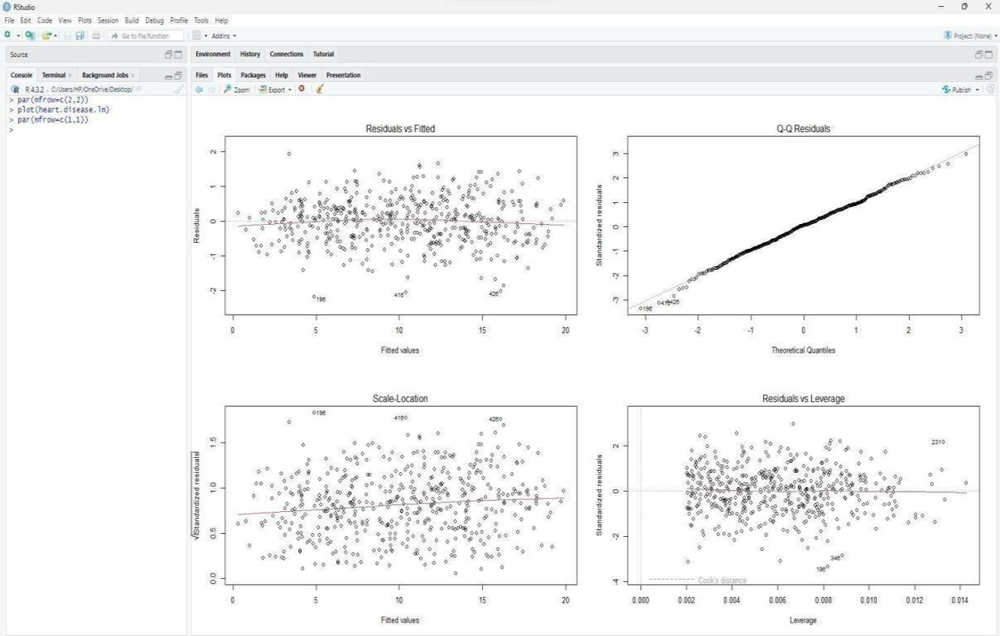 RStudio
File Edit Code View Plots Session Build Debug Profile Tools Help
Go to file/function Addins Project: (None)
Source
Environment History Connections Tutorial
Console Terminal Background Jobs
Files Plots Packages Help Viewer Presentation
R 4.3.2 · C:/Users/HP/OneDrive/Desktop/
Zoom Export Publish
> par(mfrow=c(2,2))
> plot(heart.disease.lm)
> par(mfrow=c(1,1))
>
Residuals vs Fitted
Residuals
2
1
0
-1
-2
196
416
426
0 5 10 15 20
Fitted values
Q-Q Residuals
Standardized residuals
3
2
1
0
-1
-2
-3
196
416
426
-3 -2 -1 0 1 2 3
Theoretical Quantiles
Scale-Location
√|Standardized residuals|
1.5
1.0
0.5
0.0
196
416
426
0 5 10 15 20
Fitted values
Residuals vs Leverage
Standardized residuals
2
0
-2
-4
231
346
196
Cook's distance
0.000 0.002 0.004 0.006 0.008 0.010 0.012 0.014
Leverage